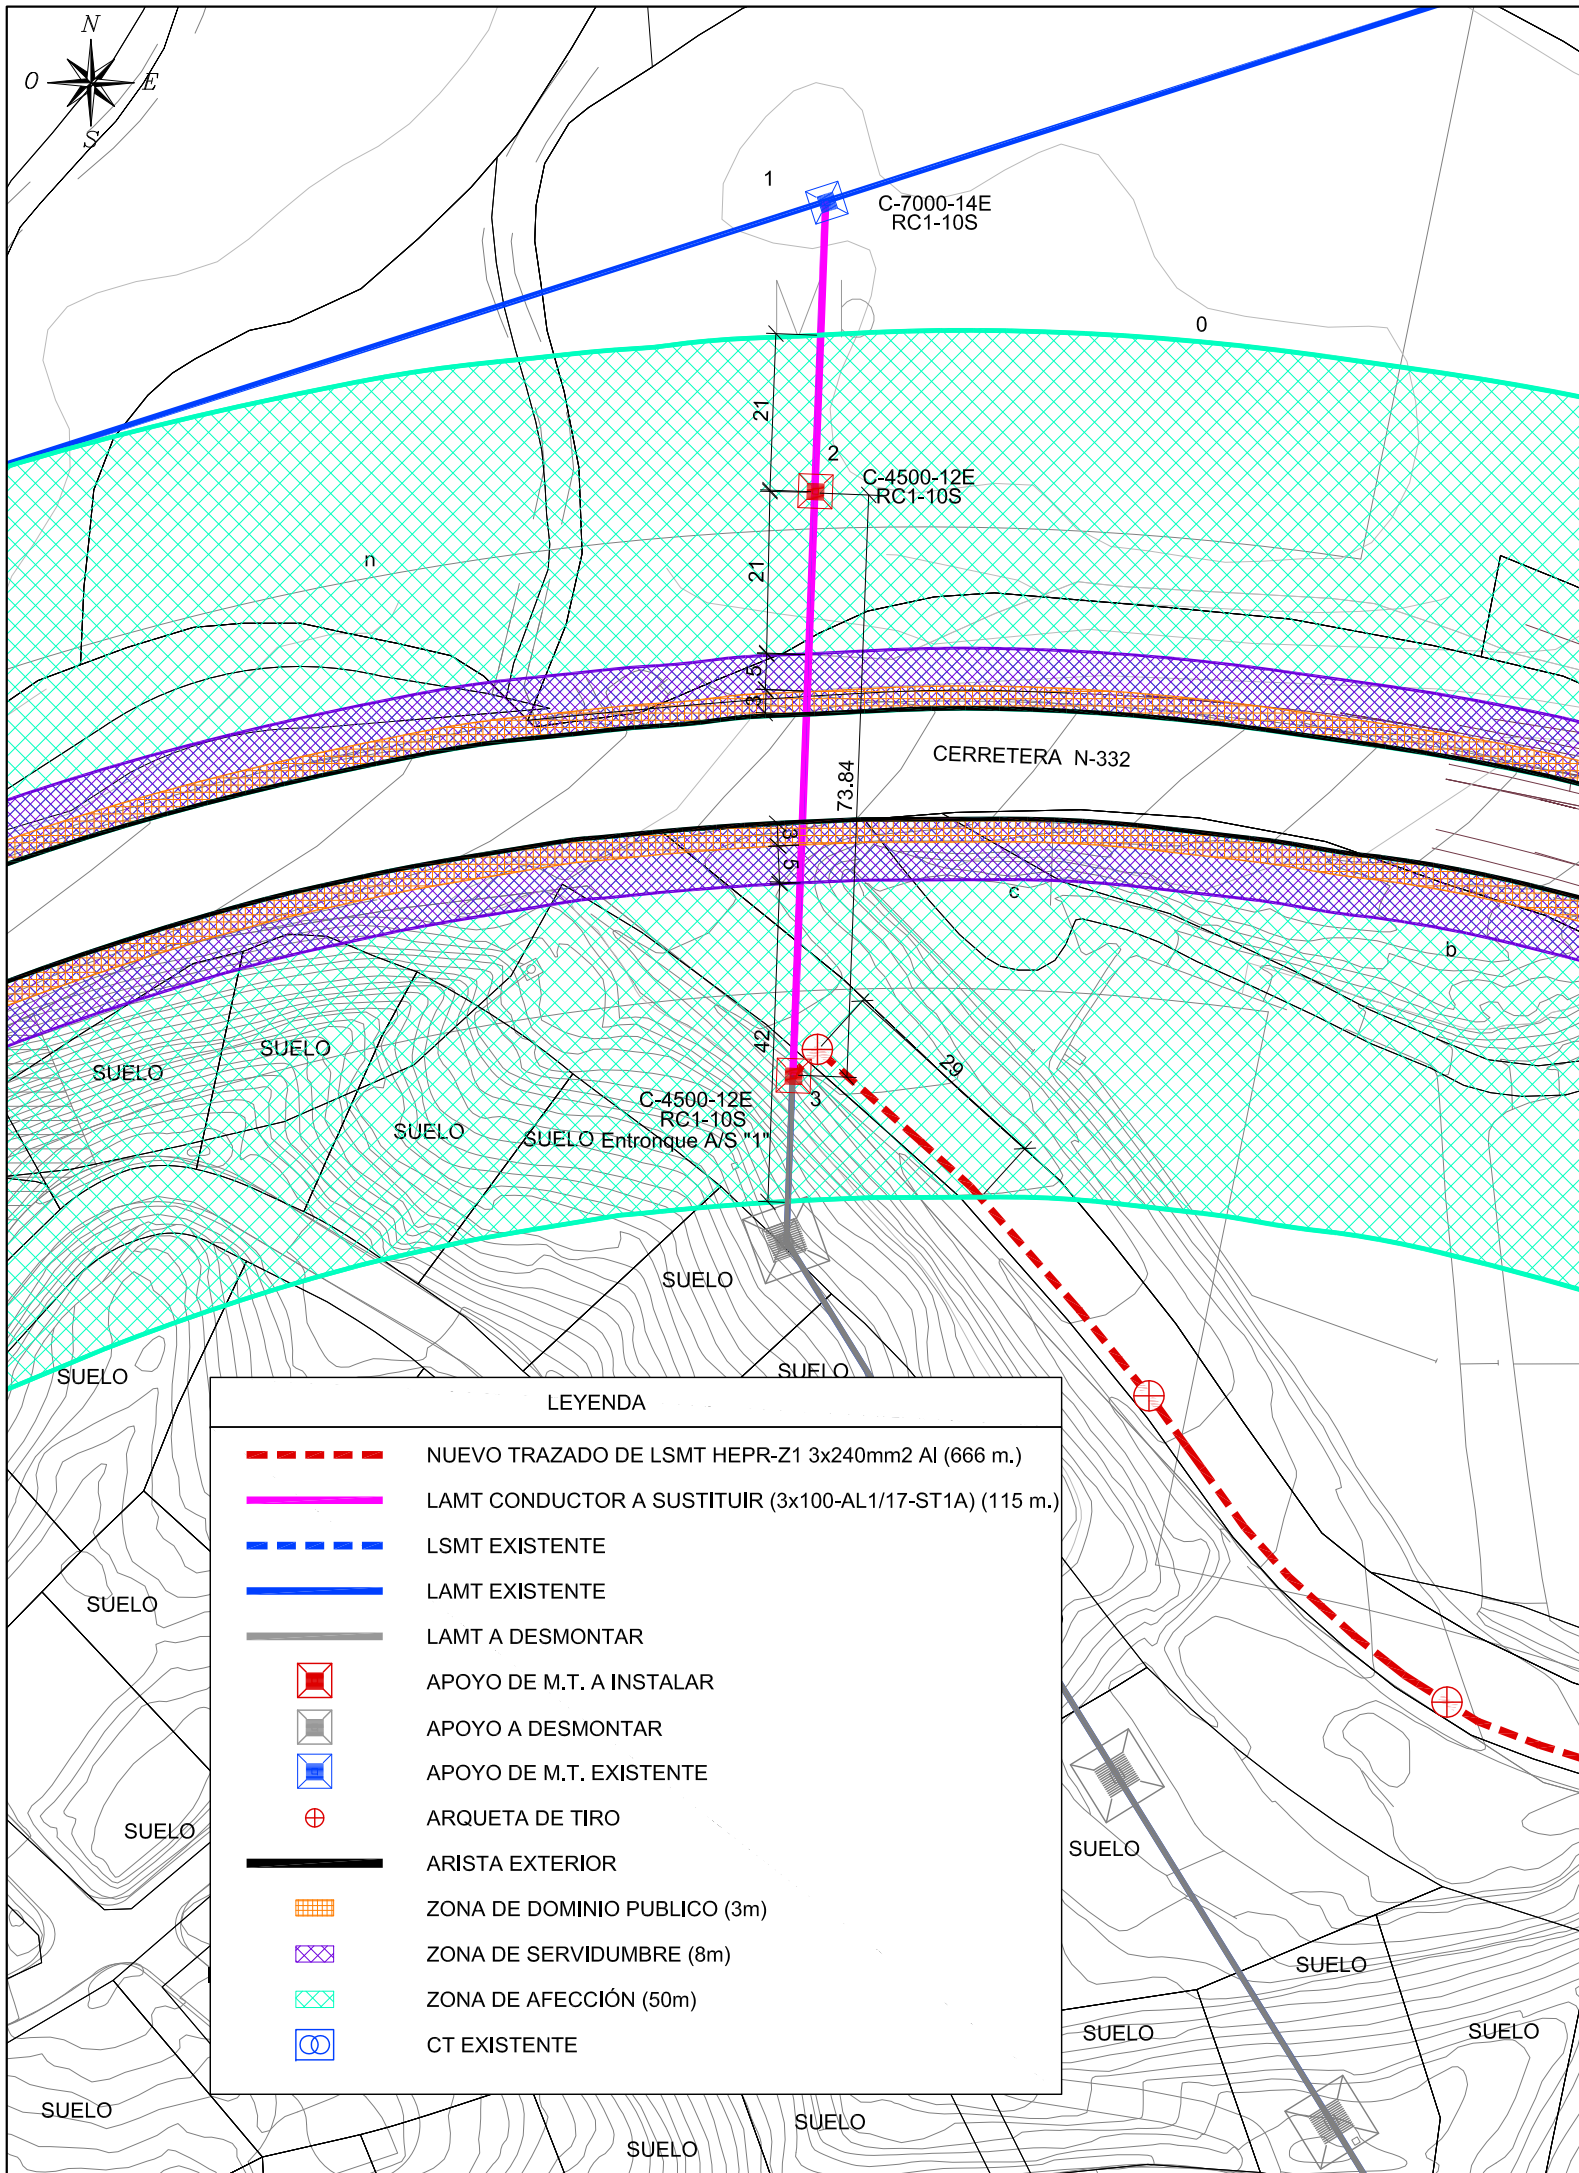 N
O
E
S
1
C-7000-14E
RC1-10S
Mb
0
21
2
C-4500-12E
RC1-10S
n
21
5
3
CERRETERA N-332
73.84
3
5
c
b
42
29
SUELO
SUELO
SUELO
C-4500-12E
RC1-10S
3
SUELO Entronque A/S "1"
SUELO
SUELO
SUELO
LEYENDA
NUEVO TRAZADO DE LSMT HEPR-Z1 3x240mm2 Al (666 m.)
LAMT CONDUCTOR A SUSTITUIR (3x100-AL1/17-ST1A) (115 m.)
LSMT EXISTENTE
LAMT EXISTENTE
LAMT A DESMONTAR
APOYO DE M.T. A INSTALAR
APOYO A DESMONTAR
APOYO DE M.T. EXISTENTE
ARQUETA DE TIRO
ARISTA EXTERIOR
ZONA DE DOMINIO PUBLICO (3m)
ZONA DE SERVIDUMBRE (8m)
ZONA DE AFECCIÓN (50m)
CT EXISTENTE
SUELO
SUELO
SUELO
SUELO
SUELO
SUELO
SUELO
SUELO
SUELO